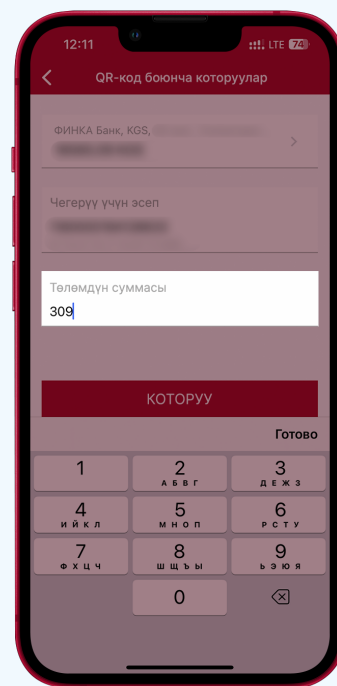 12:11
LTE 74
QR-код боюнча которуулар
ФИНКА Банк, KGS,
Чегерүү үчүн эсеп
Төлөмдүн суммасы
309
КОТОРУУ
Готово
1
2
3
А Б В Г
Д Е Ж З
4
5
6
И Й К Л
М Н О П
Р С Т У
7
8
9
Ф Х Ц Ч
Ш Щ Ъ Ы
Ь Э Ю Я
0